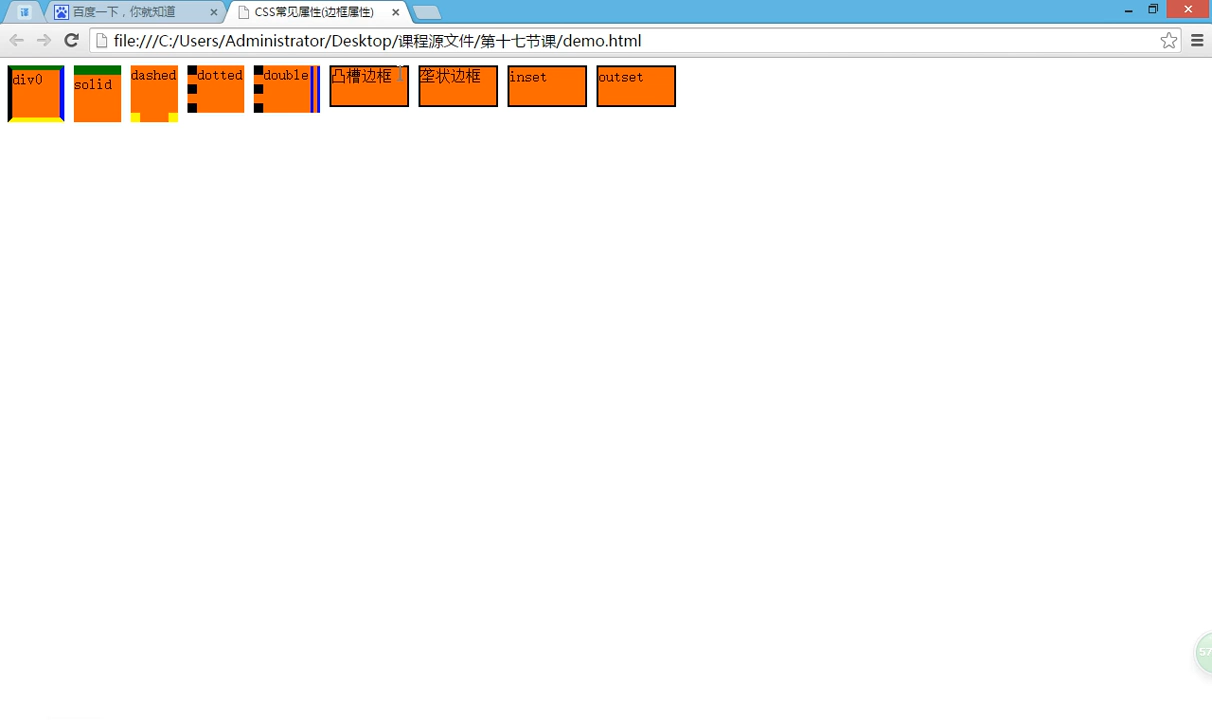 译 百度一下，你就知道 CSS常见属性(边框属性)
file:///C:/Users/Administrator/Desktop/课程源文件/第十七节课/demo.html
div0 solid dashed dotted double 凸槽边框 垄状边框 inset outset
57